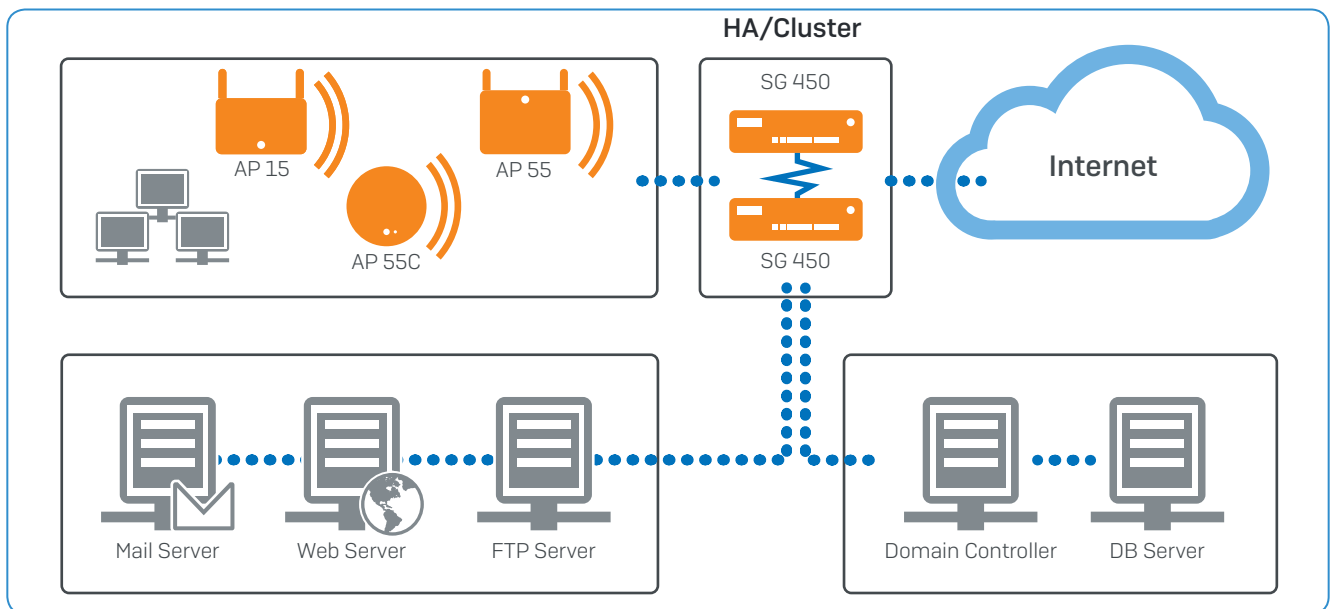 HA/Cluster
SG 450
AP 15
AP 55
AP 55C
SG 450
Internet
Mail Server
Web Server
FTP Server
Domain Controller
DB Server